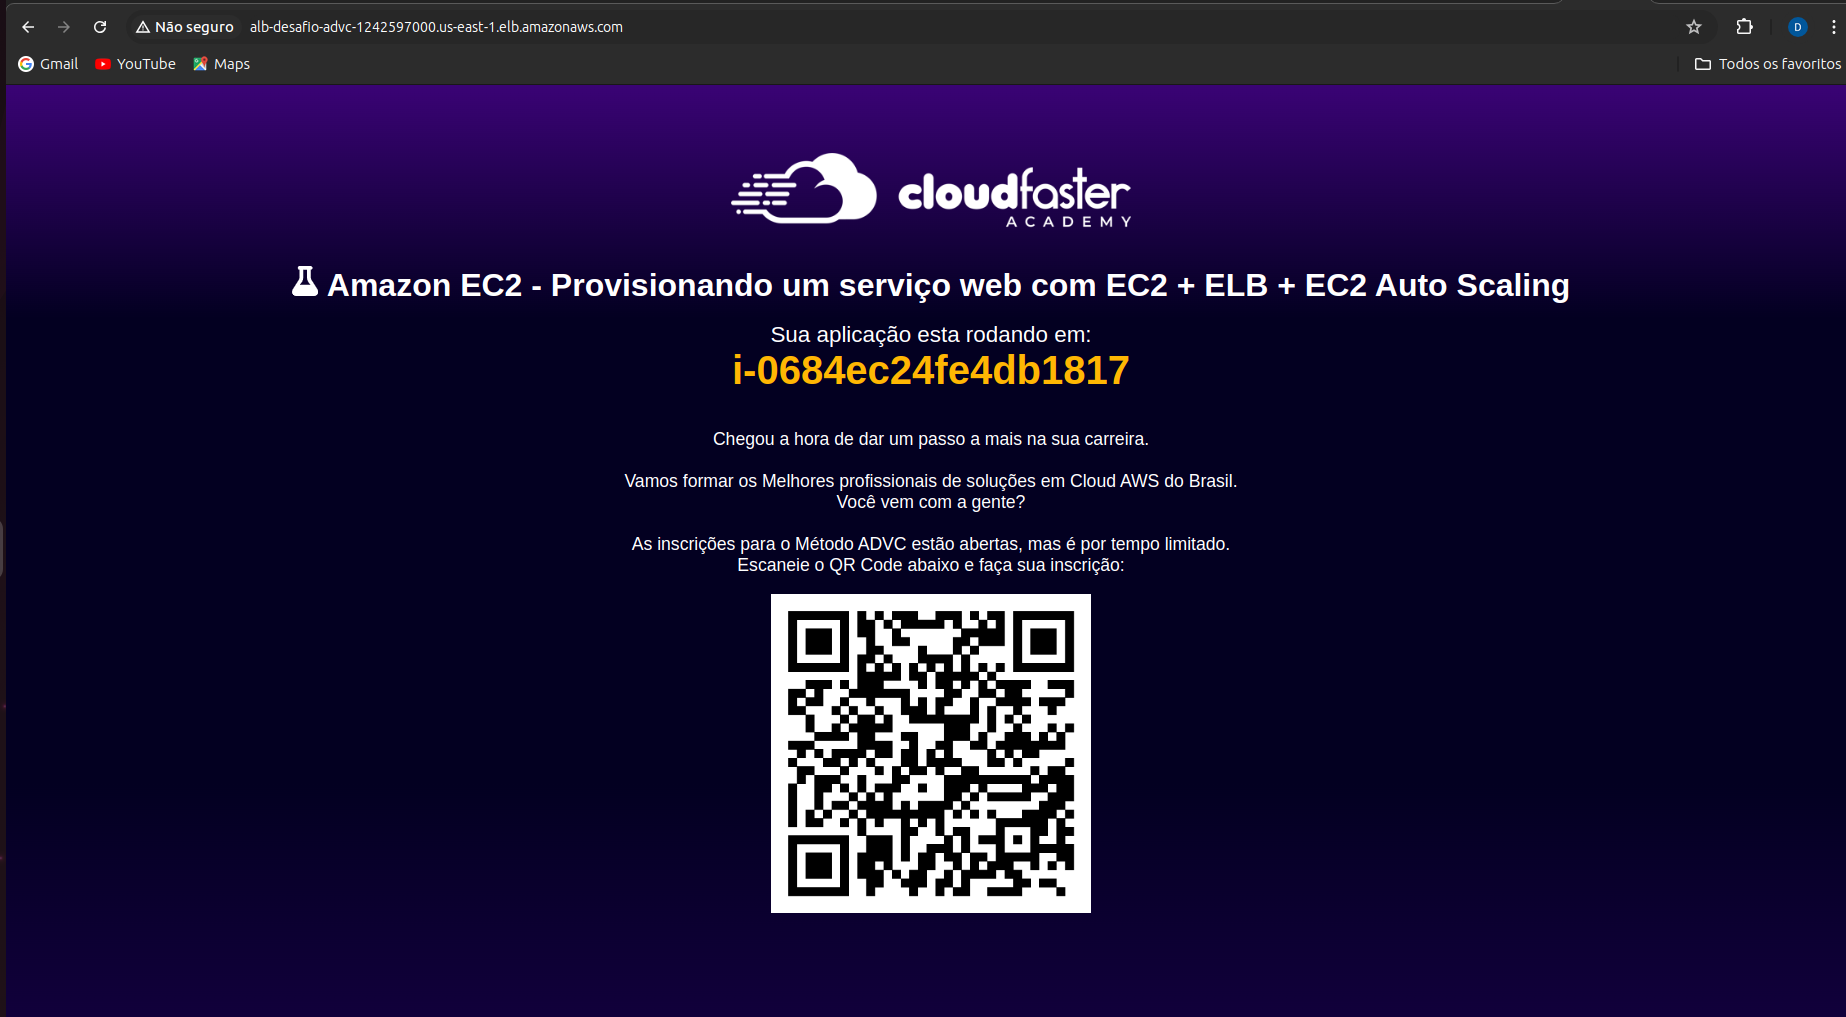 Não seguro
alb-desafio-advc-1242597000.us-east-1.elb.amazonaws.com
D
Gmail
YouTube
Maps
Todos os favoritos
cloudfaster
ACADEMY
Amazon EC2 - Provisionando um serviço web com EC2 + ELB + EC2 Auto Scaling
Sua aplicação esta rodando em:
i-0684ec24fe4db1817
Chegou a hora de dar um passo a mais na sua carreira.
Vamos formar os Melhores profissionais de soluções em Cloud AWS do Brasil.
Você vem com a gente?
As inscrições para o Método ADVC estão abertas, mas é por tempo limitado.
Escaneie o QR Code abaixo e faça sua inscrição: